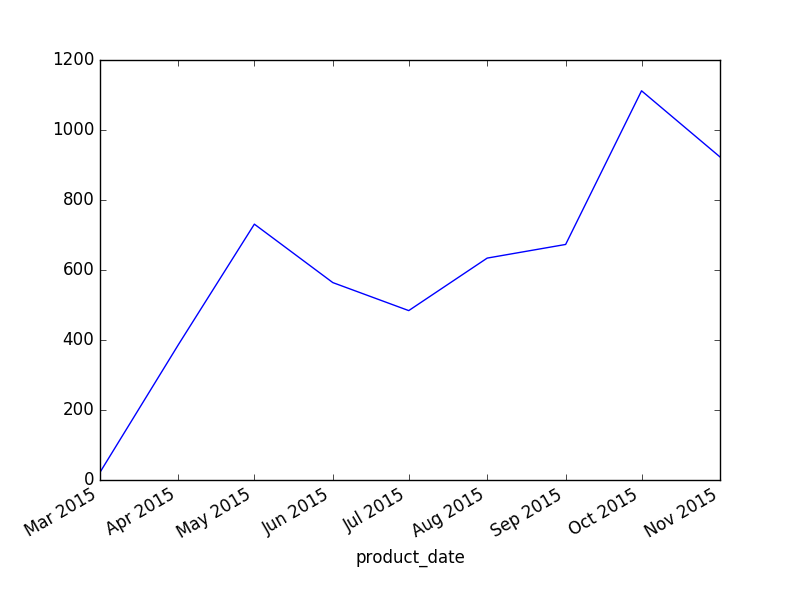 1200
1000
800
600
400
200
0
Mar 2015
Apr 2015
May 2015
Jun 2015
Jul 2015
Aug 2015
Sep 2015
Oct 2015
Nov 2015
product_date